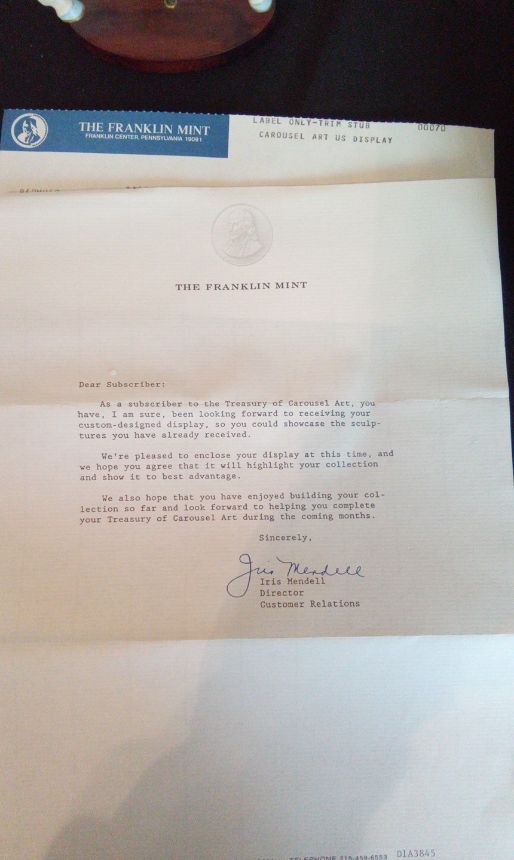 THE FRANKLIN MINT
FRANKLIN CENTER, PENNSYLVANIA 19091
LABEL ONLY-TRIM STUB 00070
CAROUSEL ART US DISPLAY
THE FRANKLIN MINT
Dear Subscriber:
As a subscriber to the Treasury of Carousel Art, you
have, I am sure, been looking forward to receiving your
custom-designed display, so you could showcase the sculp-
tures you have already received.
We're pleased to enclose your display at this time, and
we hope you agree that it will highlight your collection
and show it to best advantage.
We also hope that you have enjoyed building your col-
lection so far and look forward to helping you complete
your Treasury of Carousel Art during the coming months.
Sincerely,
Iris Mendell
Iris Mendell
Director
Customer Relations
TELEPHONE 215-459-6553 D1A3845